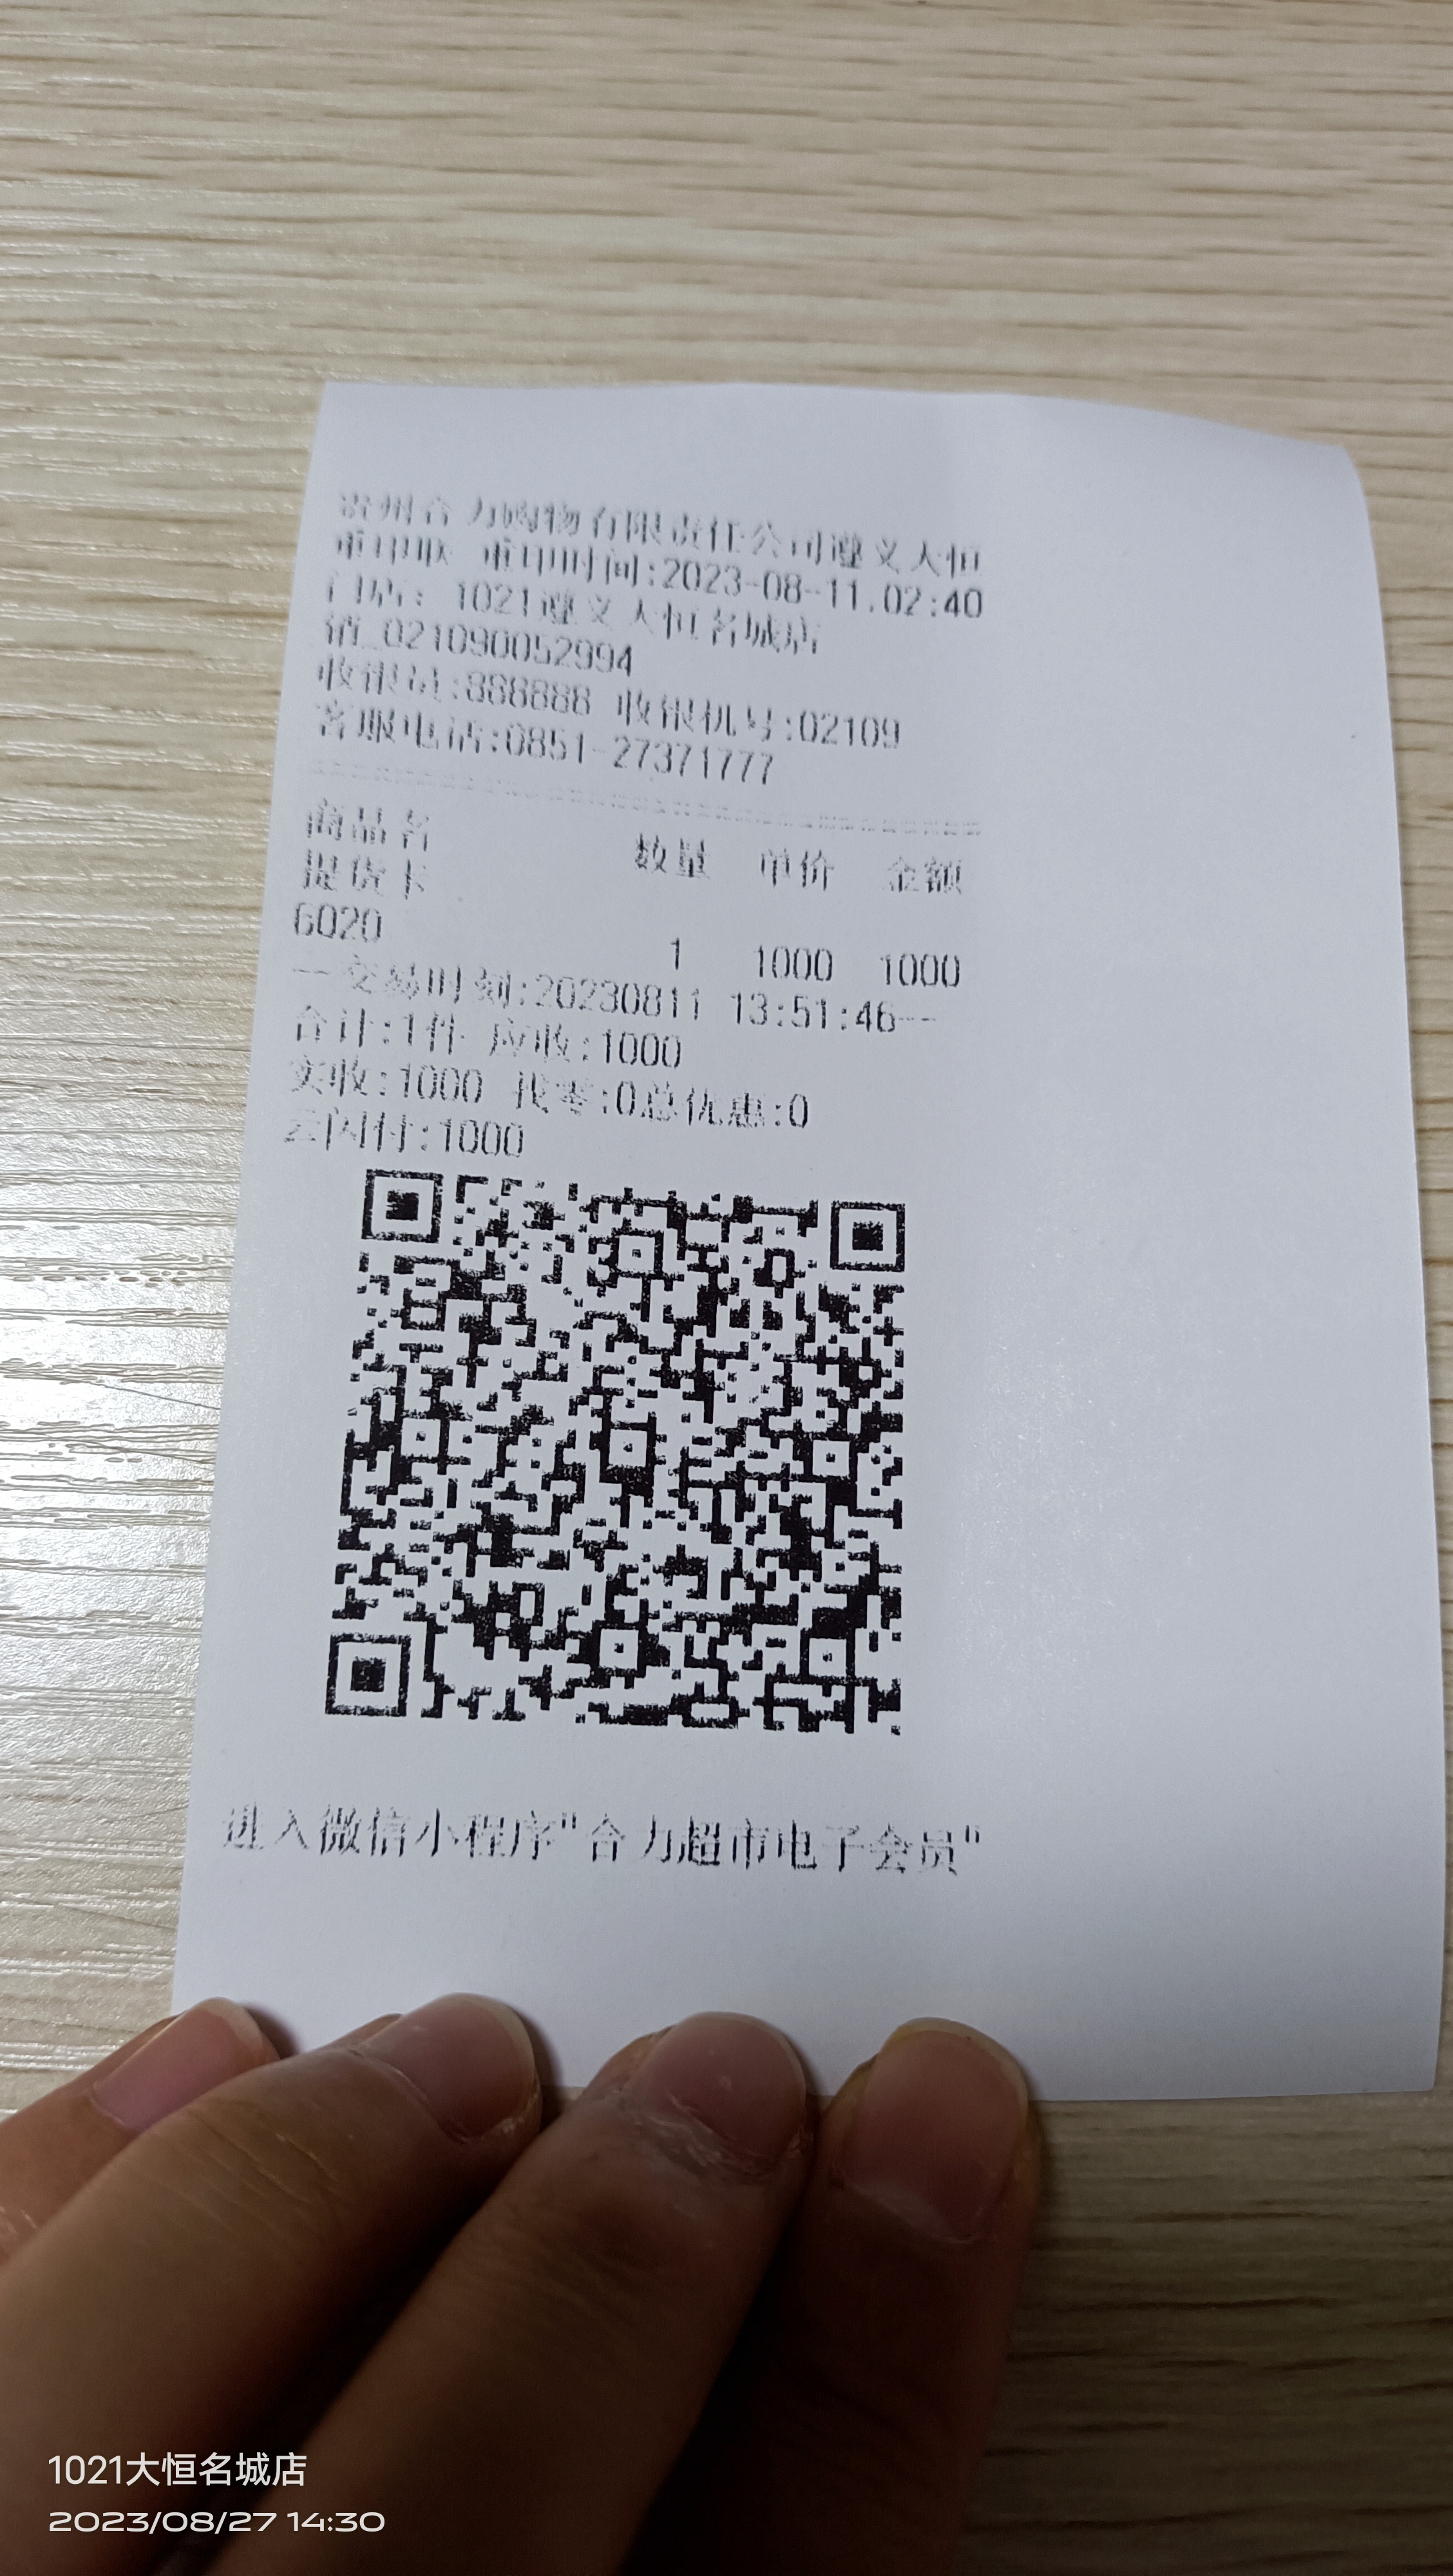 贵州合力购物有限责任公司遵义大恒
重印联 重印时间:2023-08-11.02:40
门店: 1021遵义大恒名城店
销_021090052994
收银员:888888 收银机号:02109
客服电话:0851-27371777
商品名 数量 单价 金额
提货卡
6020 1 1000 1000
--交易时刻:20230811 13:51:46--
合计:1件 应收:1000
实收:1000 找零:0总优惠:0
云闪付:1000
进入微信小程序"合力超市电子会员"
1021大恒名城店
2023/08/27 14:30